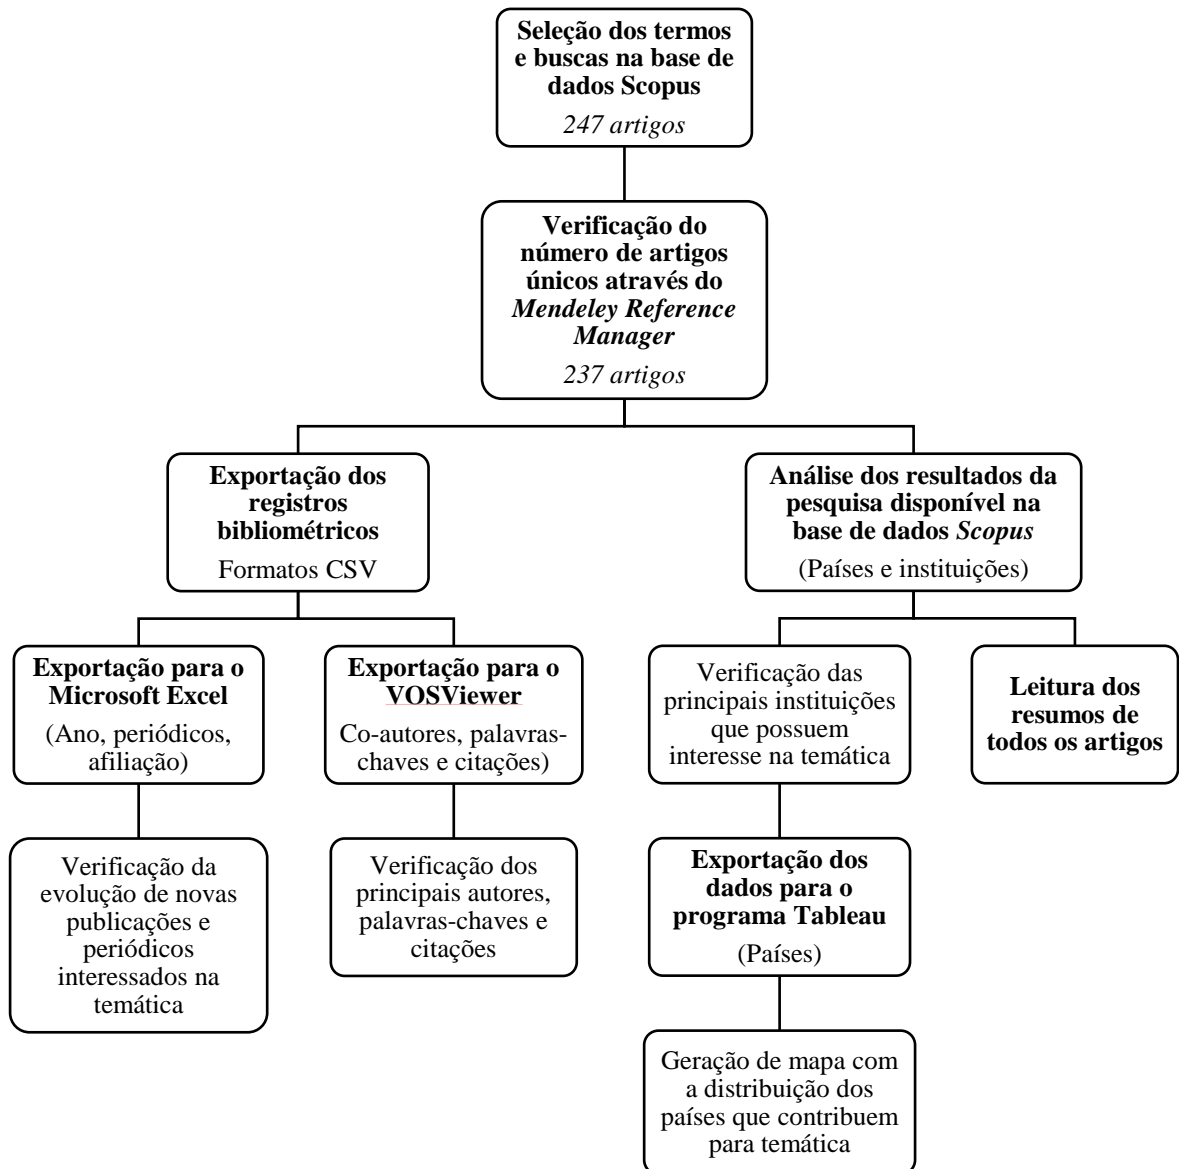 Seleção dos termos
e buscas na base de
dados Scopus
247 artigos
Verificação do
número de artigos
únicos através do
Mendeley Reference
Manager
237 artigos
Exportação dos
registros
bibliométricos
Formatos CSV
Análise dos resultados da
pesquisa disponível na
base de dados Scopus
(Países e instituições)
Exportação para o
Microsoft Excel
(Ano, periódicos,
afiliação)
Exportação para o
VOSViewer
Co-autores, palavras-
chaves e citações)
Verificação das
principais instituições
que possuem
interesse na temática
Leitura dos
resumos de
todos os artigos
Verificação da
evolução de novas
publicações e
periódicos
interessados na
temática
Verificação dos
principais autores,
palavras-chaves e
citações
Exportação dos
dados para o
programa Tableau
(Países)
Geração de mapa com
a distribuição dos
países que contribuem
para temática